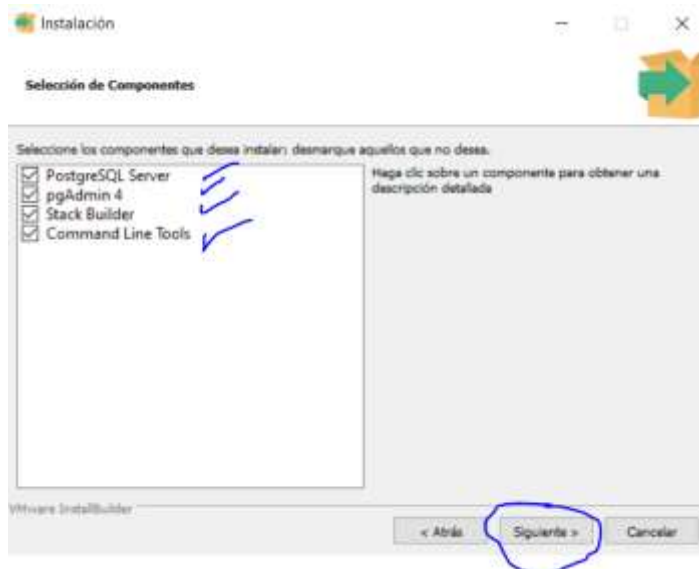 Instalación
Selección de Componentes
Seleccione los componentes que desea instalar; desmarque aquellos que no desea.
PostgreSQL Server
pgAdmin 4
Stack Builder
Command Line Tools
Haga clic sobre un componente para obtener una
descripción detallada
VMware InstallBuilder
< Atrás
Siguiente >
Cancelar